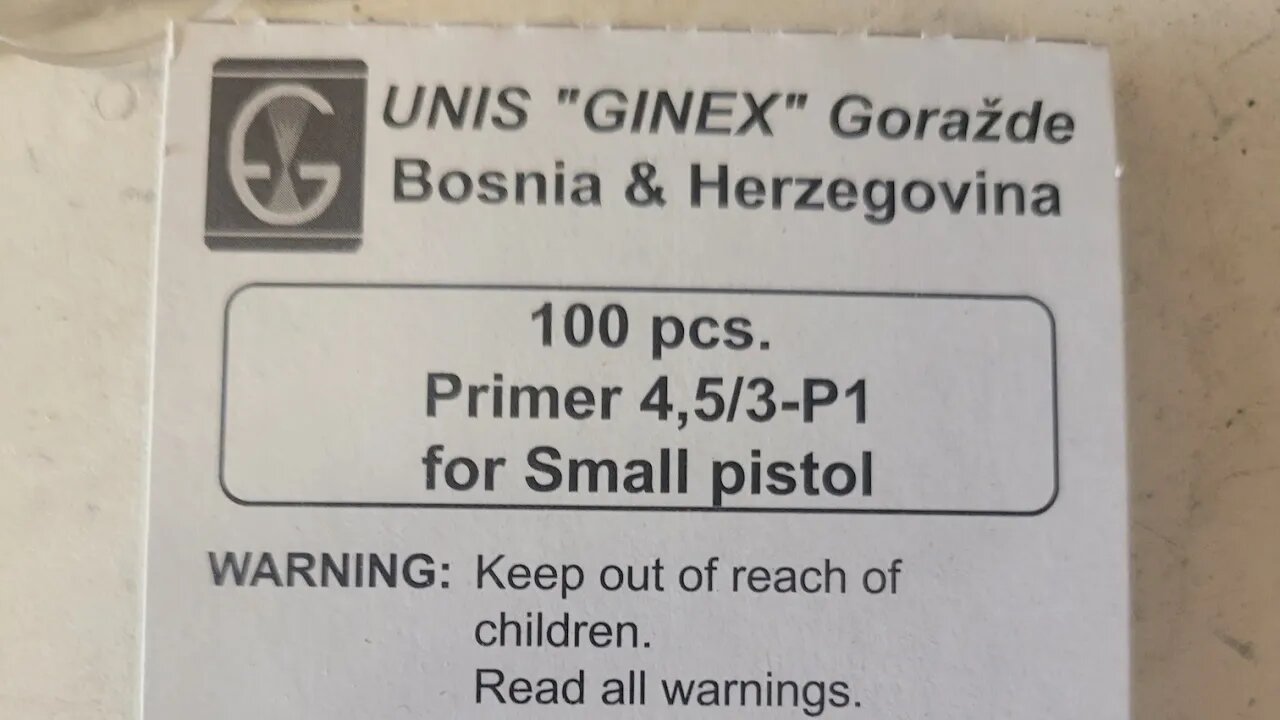 UNIS "GINEX" Goražde
Bosnia & Herzegovina
100 pcs.
Primer 4,5/3-P1
for Small pistol
WARNING: Keep out of reach of
children.
Read all warnings.